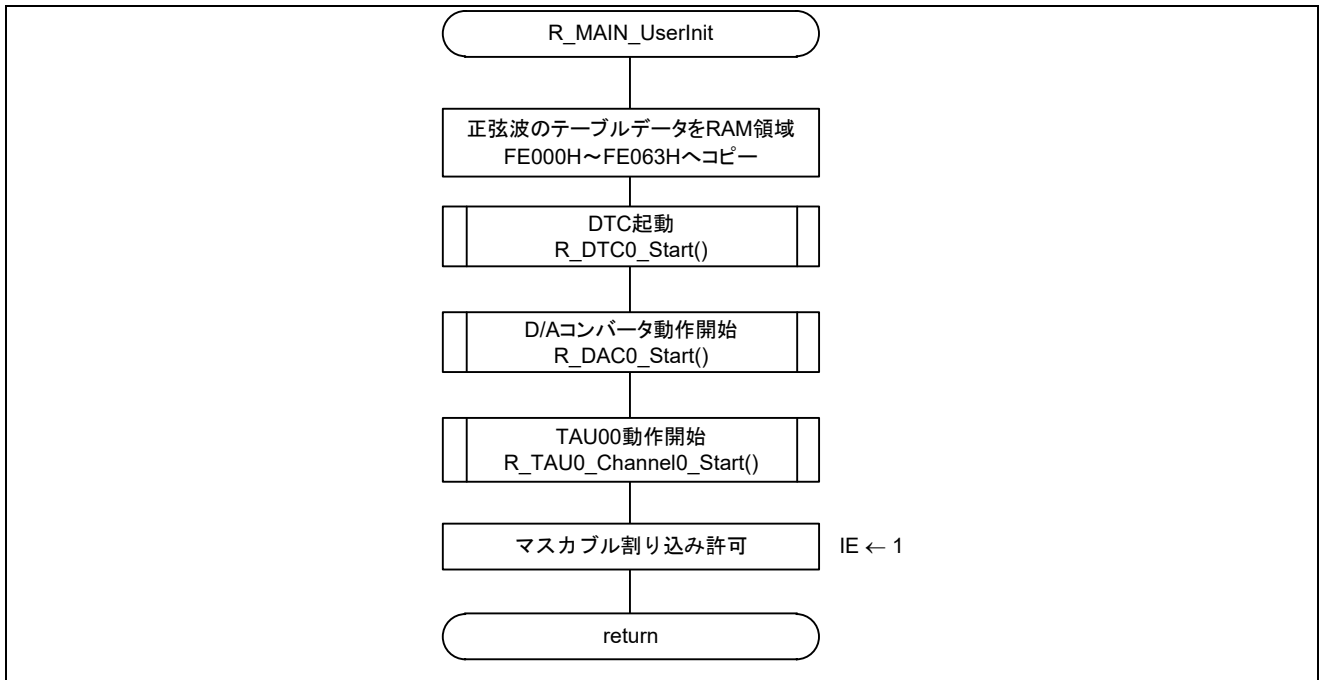 R_MAIN_UserInit
正弦波のテーブルデータをRAM領域
FE000H～FE063Hへコピー
DTC起動
R_DTC0_Start()
D/Aコンバータ動作開始
R_DAC0_Start()
TAU00動作開始
R_TAU0_Channel0_Start()
マスカブル割り込み許可
IE ← 1
return